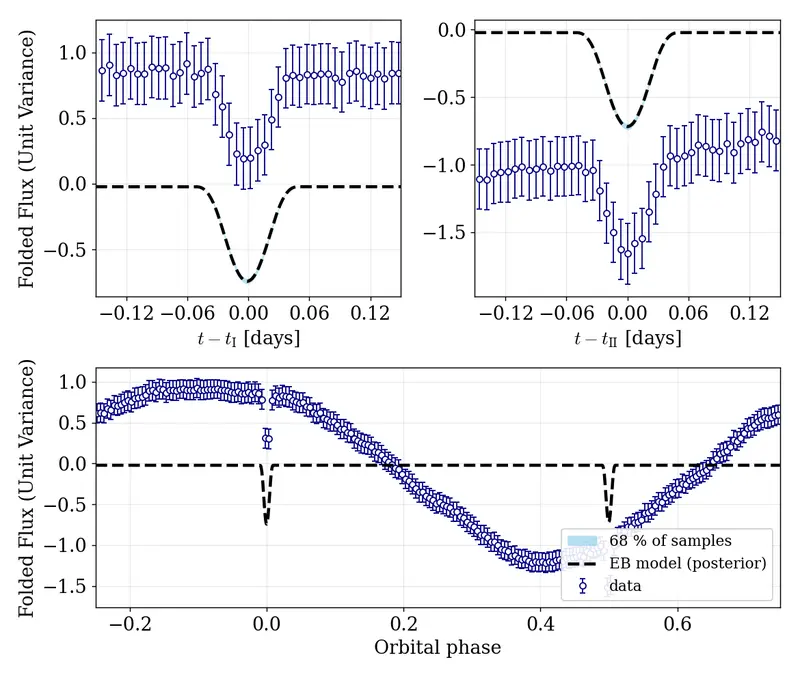 Folded Flux (Unit Variance)
1.0
0.5
0.0
−0.5
−0.12 −0.06 0.00 0.06 0.12
t − tI [days]
0.0
−0.5
−1.0
−1.5
−0.12 −0.06 0.00 0.06 0.12
t − tII [days]
Folded Flux (Unit Variance)
1.0
0.5
0.0
−0.5
−1.0
−1.5
−0.2 0.0 0.2 0.4 0.6
Orbital phase
68 % of samples
EB model (posterior)
data